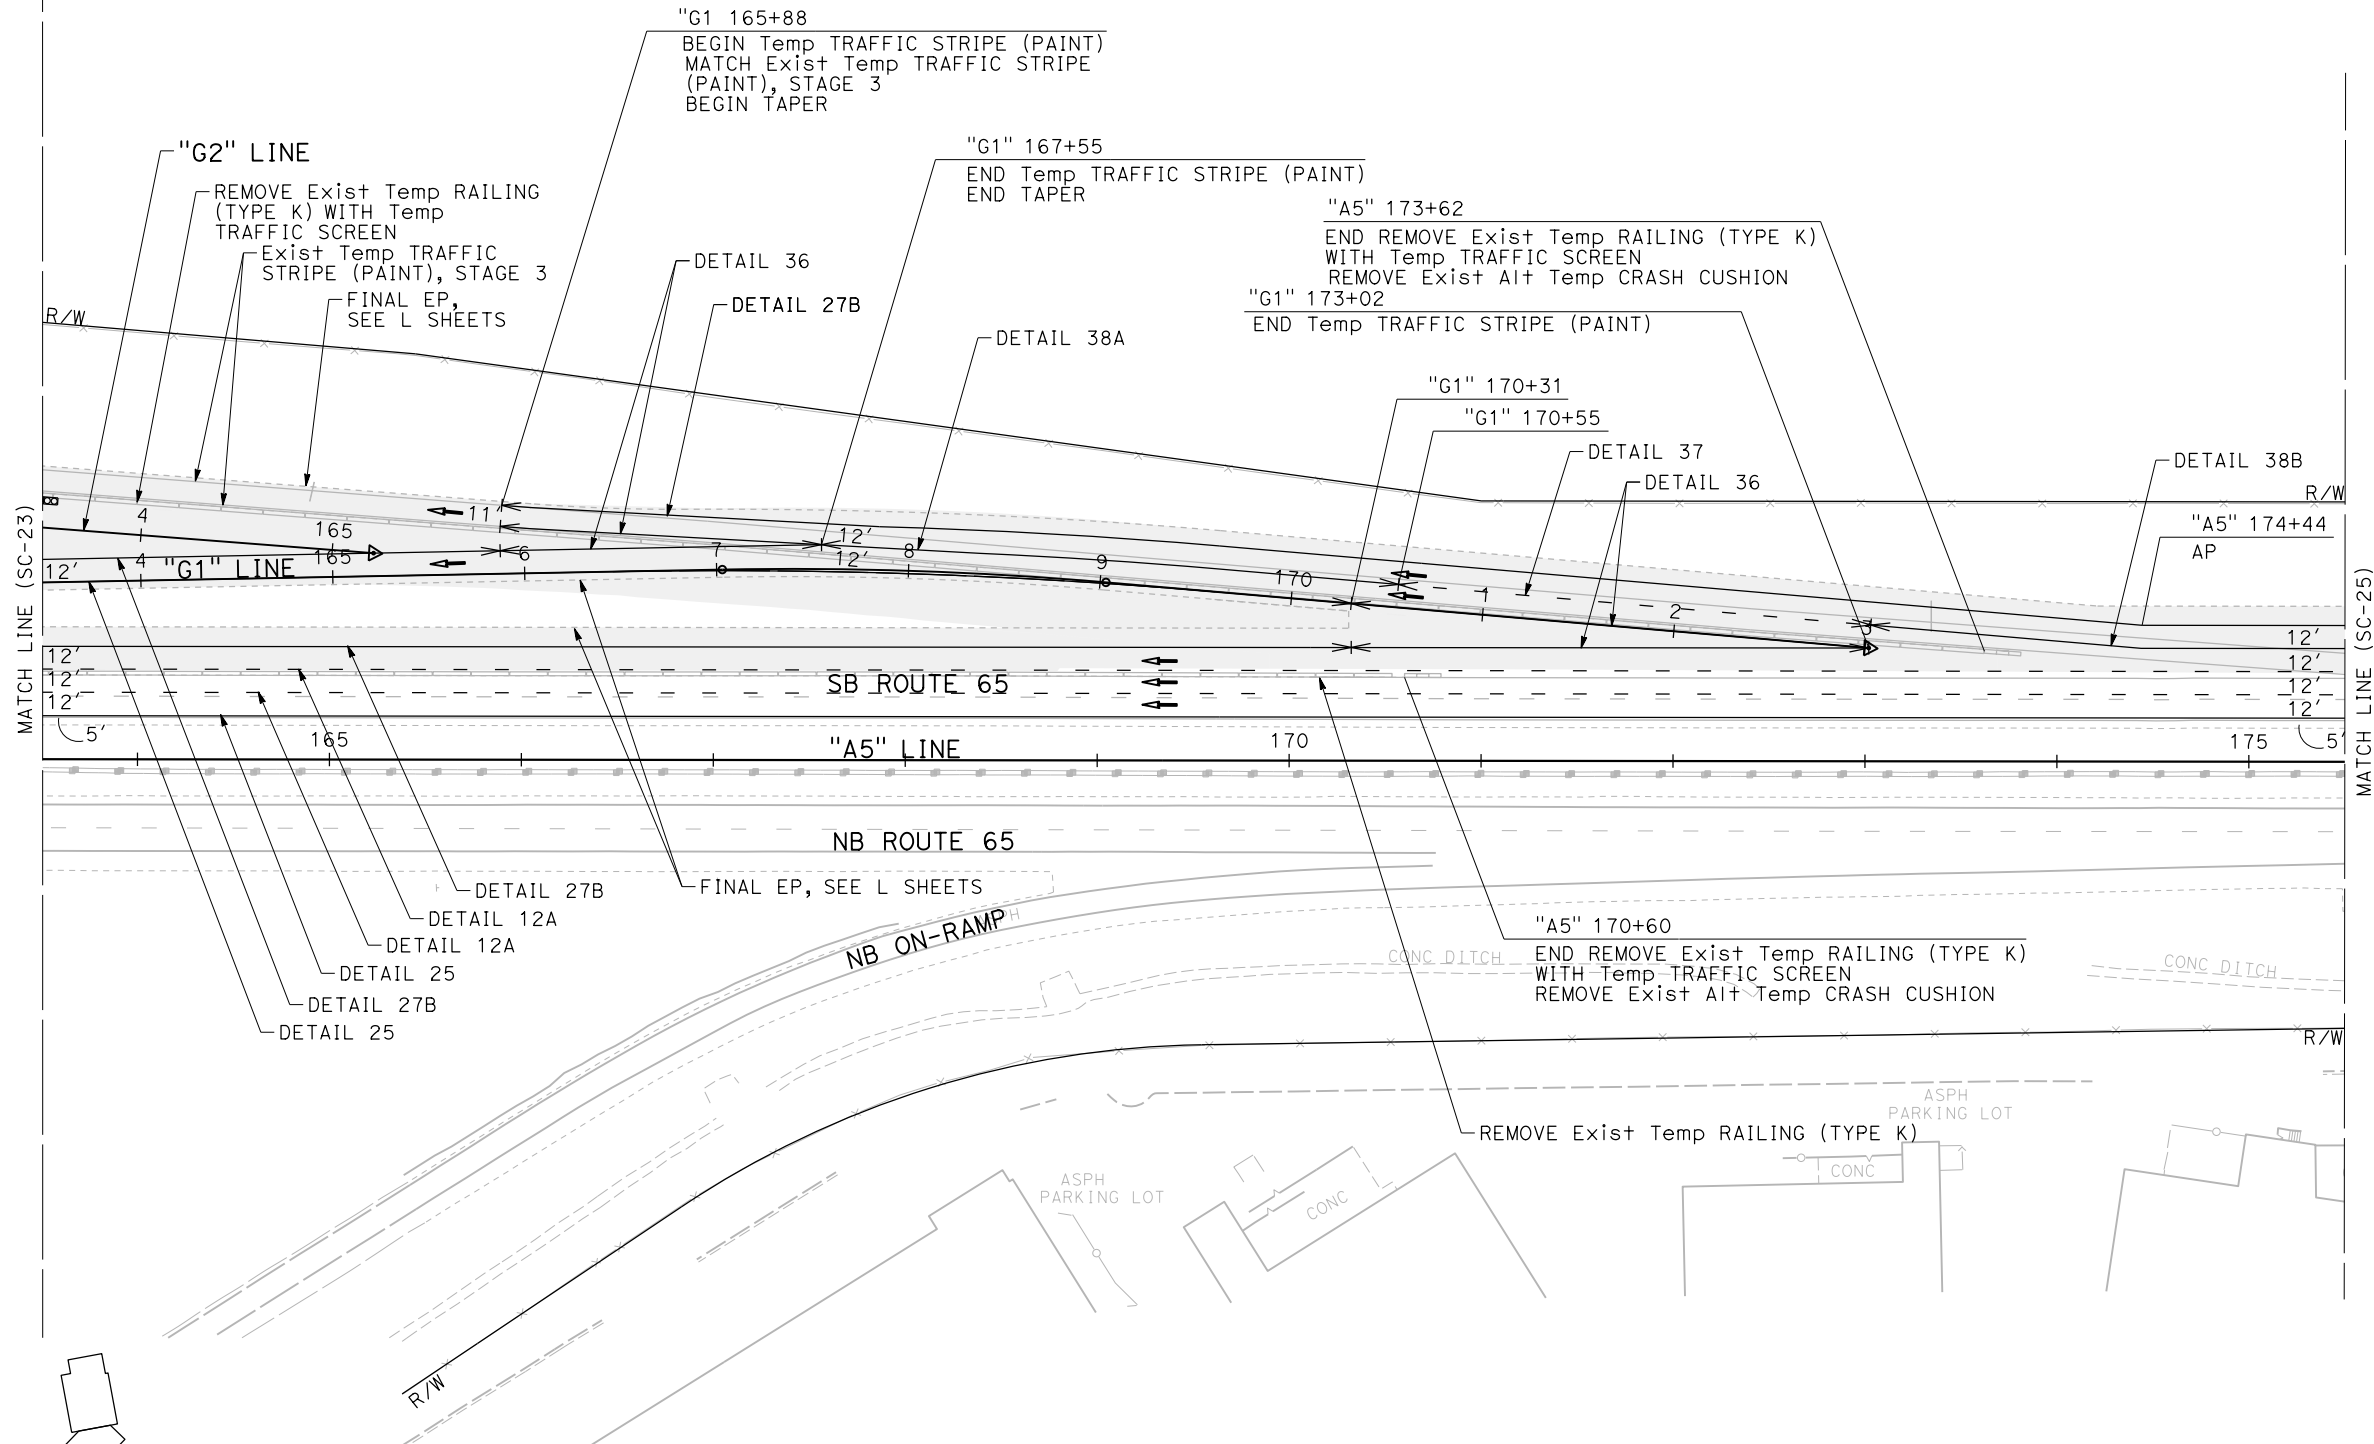 "G1 165+88
BEGIN Temp TRAFFIC STRIPE (PAINT)
MATCH Exist Temp TRAFFIC STRIPE
(PAINT), STAGE 3
BEGIN TAPER
"G2" LINE
"G1" 167+55
END Temp TRAFFIC STRIPE (PAINT)
END TAPER
REMOVE Exist Temp RAILING
(TYPE K) WITH Temp
TRAFFIC SCREEN
Exist Temp TRAFFIC
STRIPE (PAINT), STAGE 3
FINAL EP,
SEE L SHEETS
"A5" 173+62
END REMOVE Exist Temp RAILING (TYPE K)
WITH Temp TRAFFIC SCREEN
REMOVE Exist Alt Temp CRASH CUSHION
DETAIL 36
DETAIL 27B
"G1" 173+02
END Temp TRAFFIC STRIPE (PAINT)
R/W
DETAIL 38A
"G1" 170+31
"G1" 170+55
DETAIL 37
DETAIL 36
DETAIL 38B
R/W
"A5" 174+44
AP
MATCH LINE (SC-23)
MATCH LINE (SC-25)
4
165
11'
12'
12'
4
165
6
7
8
9
170
1
2
3
12'
"G1" LINE
12'
12'
12'
5'
12'
12'
12'
12'
5'
SB ROUTE 65
165
"A5" LINE
170
175
NB ROUTE 65
DETAIL 27B
DETAIL 12A
DETAIL 12A
DETAIL 25
DETAIL 27B
DETAIL 25
FINAL EP, SEE L SHEETS
NB ON-RAMP
"A5" 170+60
END REMOVE Exist Temp RAILING (TYPE K)
WITH Temp TRAFFIC SCREEN
REMOVE Exist Alt Temp CRASH CUSHION
CONC DITCH
CONC DITCH
R/W
REMOVE Exist Temp RAILING (TYPE K)
ASPH
PARKING LOT
CONC
ASPH
PARKING LOT
CONC
R/W